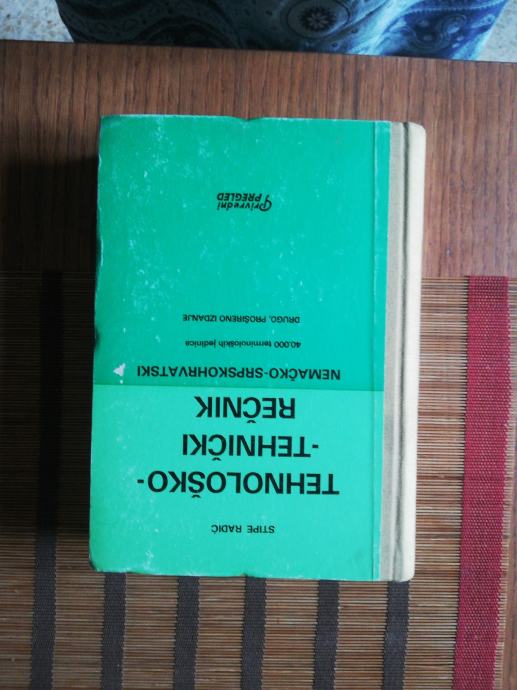 STIPE RADIĆ
TEHNOLOŠKO-
-TEHNIČKI
REČNIK
NEMAČKO-SRPSKOHRVATSKI
40.000 terminoloških jedinica
DRUGO, PROŠIRENO IZDANJE
Privredni
PREGLED